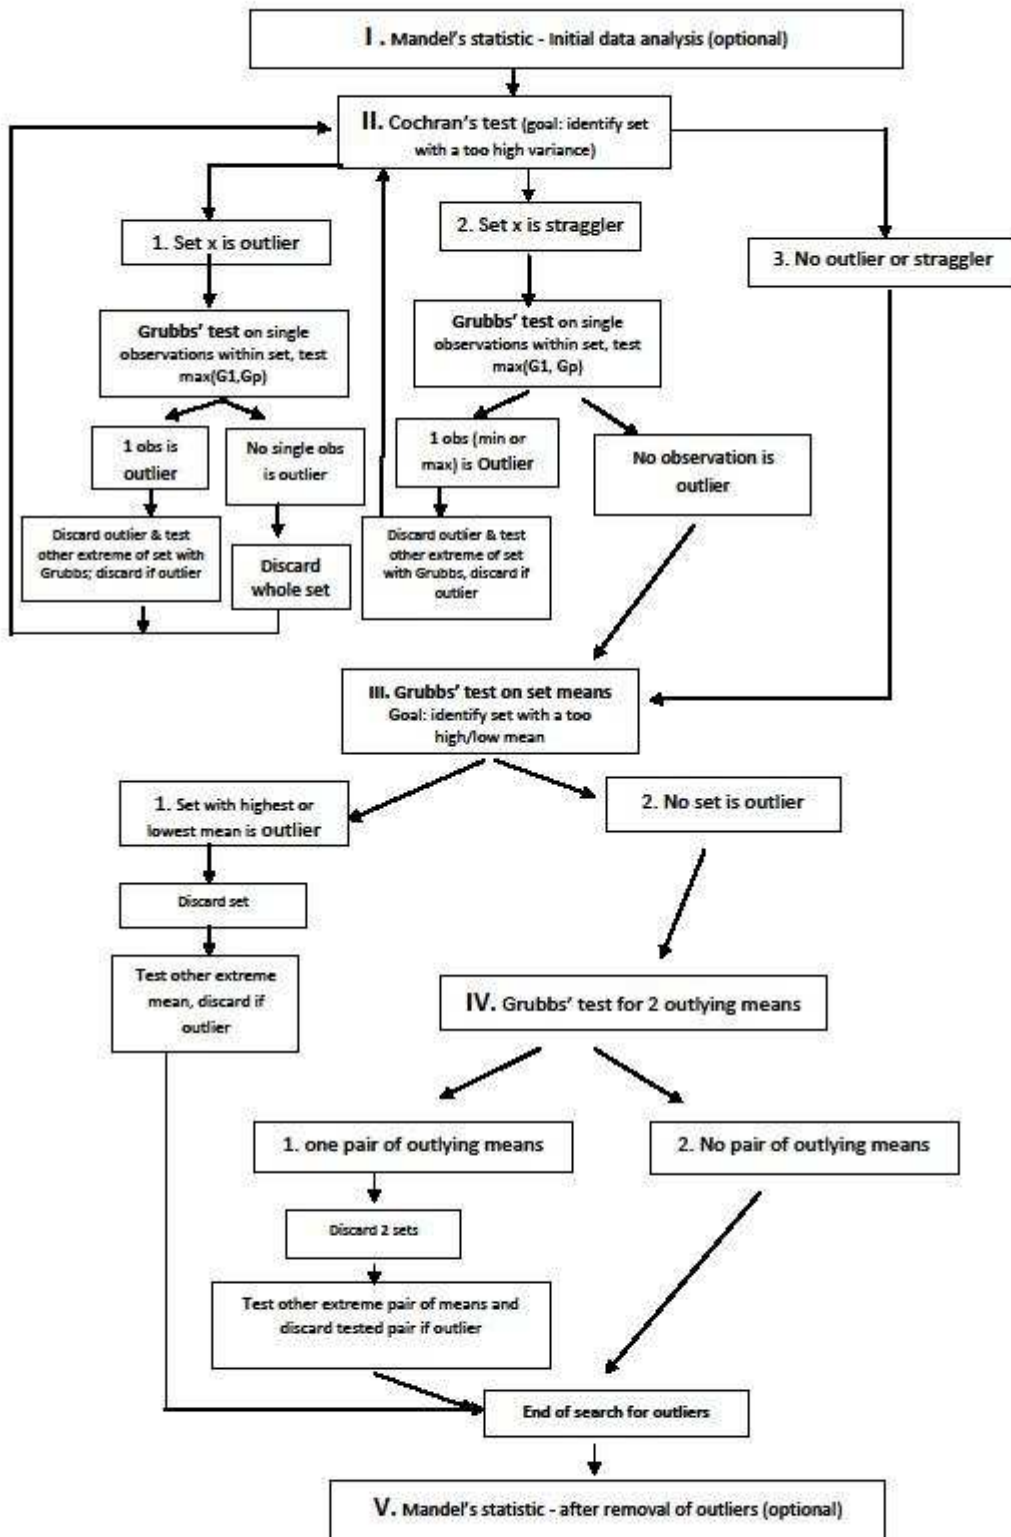 I. Mandel's statistic - Initial data analysis (optional)
II. Cochran's test (goal: identify set
with a too high variance)
1. Set x is outlier
2. Set x is straggler
3. No outlier or straggler
Grubbs' test on single
observations within set, test
max(G1,Gp)
Grubbs' test on single
observations within set, test
max(G1, Gp)
1 obs is
outlier
No single obs
is outlier
1 obs (min or
max) is Outlier
No observation is
outlier
Discard outlier & test
other extreme of set with
Grubbs; discard if outlier
Discard
whole set
Discard outlier & test
other extreme of set
with Grubbs, discard if
outlier
III. Grubbs' test on set means
Goal: identify set with a too
high/low mean
1. Set with highest or
lowest mean is outlier
2. No set is outlier
Discard set
Test other extreme
mean, discard if
outlier
IV. Grubbs' test for 2 outlying means
1. one pair of outlying means
2. No pair of outlying means
Discard 2 sets
Test other extreme pair of means and
discard tested pair if outlier
End of search for outliers
V. Mandel's statistic - after removal of outliers (optional)